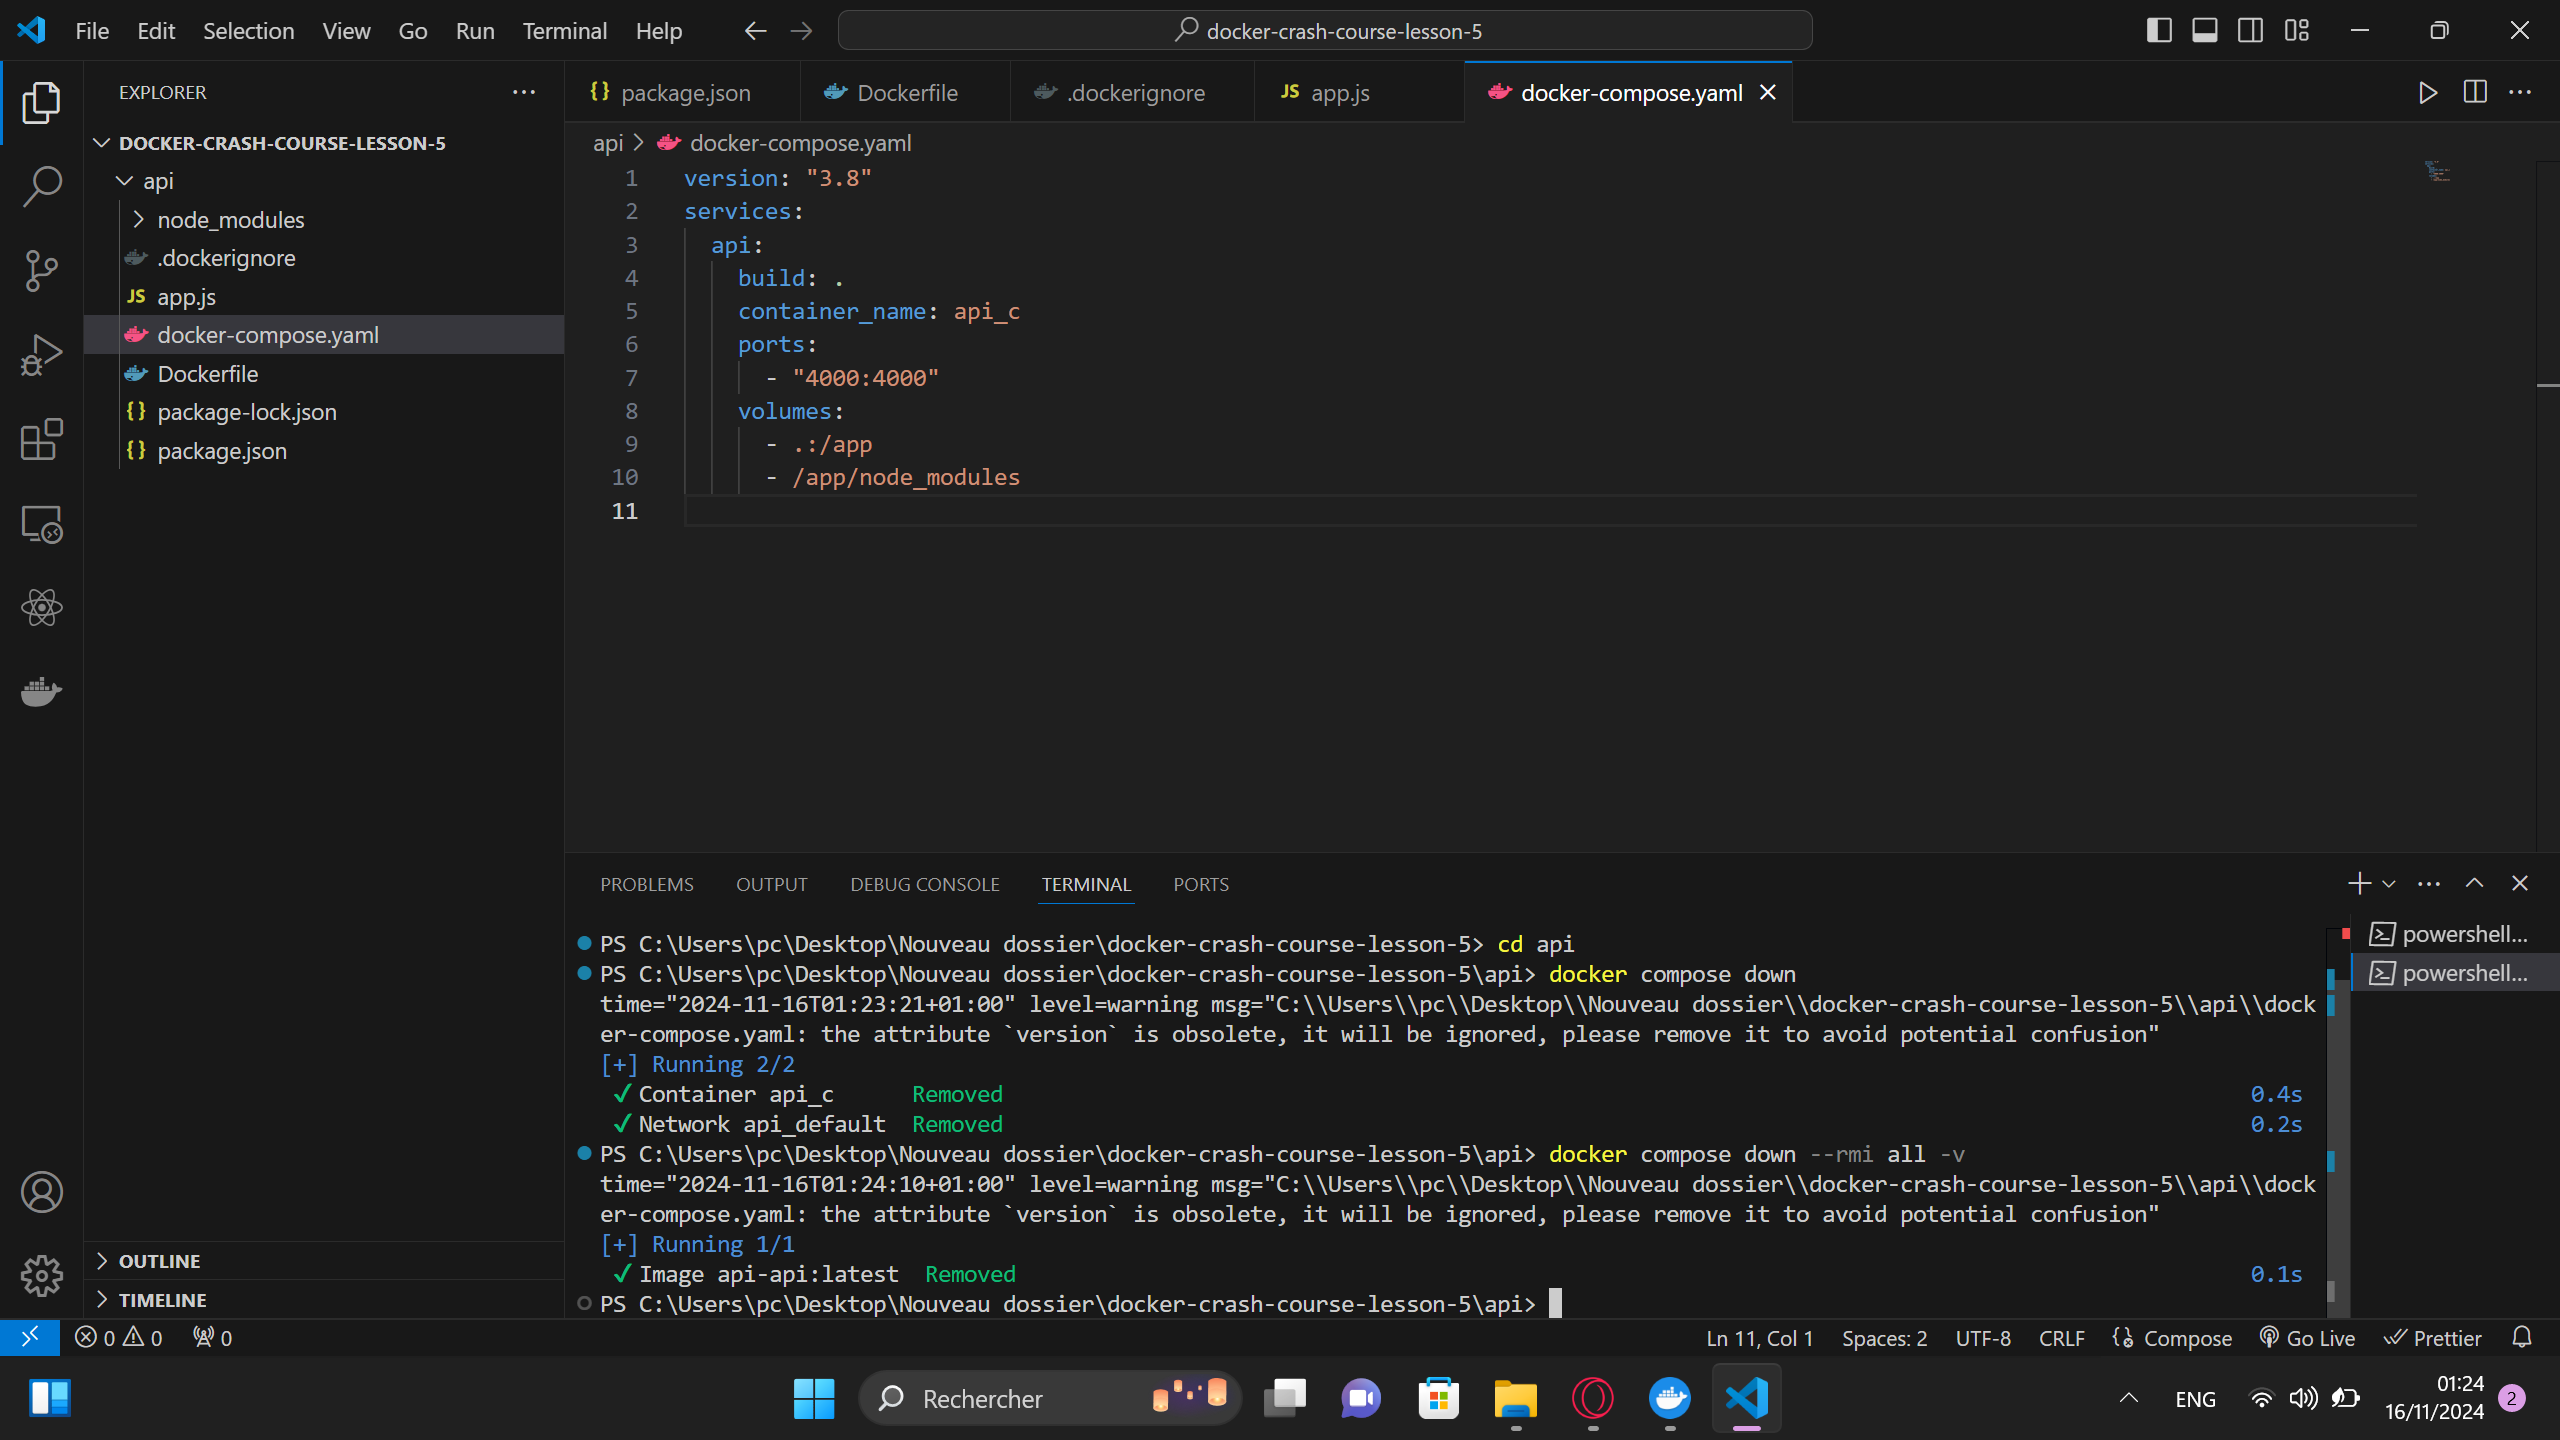 File Edit Selection View Go Run Terminal Help
docker-crash-course-lesson-5
EXPLORER
DOCKER-CRASH-COURSE-LESSON-5
api
node_modules
.dockerignore
JS app.js
docker-compose.yaml
Dockerfile
{} package-lock.json
{} package.json
OUTLINE
TIMELINE
{} package.json
Dockerfile
.dockerignore
JS app.js
docker-compose.yaml
api > docker-compose.yaml
1 version: "3.8"
2 services:
3 api:
4 build: .
5 container_name: api_c
6 ports:
7 - "4000:4000"
8 volumes:
9 - .:/app
10 - /app/node_modules
11
PROBLEMS OUTPUT DEBUG CONSOLE TERMINAL PORTS
PS C:\Users\pc\Desktop\Nouveau dossier\docker-crash-course-lesson-5> cd api
PS C:\Users\pc\Desktop\Nouveau dossier\docker-crash-course-lesson-5\api> docker compose down
time="2024-11-16T01:23:21+01:00" level=warning msg="C:\\Users\\pc\\Desktop\\Nouveau dossier\\docker-crash-course-lesson-5\\api\\dock
er-compose.yaml: the attribute `version` is obsolete, it will be ignored, please remove it to avoid potential confusion"
[+] Running 2/2
✓ Container api_c Removed 0.4s
✓ Network api_default Removed 0.2s
PS C:\Users\pc\Desktop\Nouveau dossier\docker-crash-course-lesson-5\api> docker compose down --rmi all -v
time="2024-11-16T01:24:10+01:00" level=warning msg="C:\\Users\\pc\\Desktop\\Nouveau dossier\\docker-crash-course-lesson-5\\api\\dock
er-compose.yaml: the attribute `version` is obsolete, it will be ignored, please remove it to avoid potential confusion"
[+] Running 1/1
✓ Image api-api:latest Removed 0.1s
PS C:\Users\pc\Desktop\Nouveau dossier\docker-crash-course-lesson-5\api>
powershell...
powershell...
0 0 0
Ln 11, Col 1 Spaces: 2 UTF-8 CRLF Compose Go Live Prettier
Rechercher
ENG
01:24
16/11/2024
2